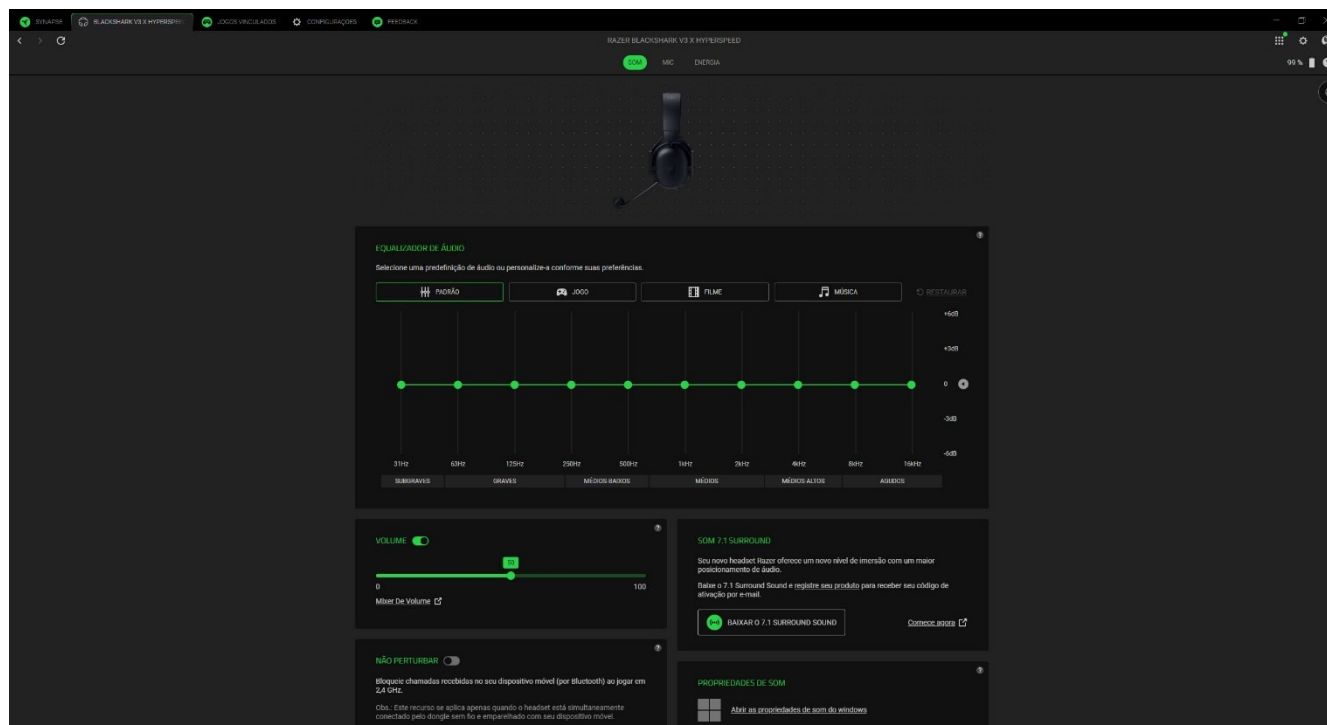 SYNAPSE
BLACKSHARK V3 X HYPERSPEE
JOGOS VINCULADOS
CONFIGURAÇÕES
FEEDBACK
RAZER BLACKSHARK V3 X HYPERSPEED
SOM MIC ENERGIA
99 %
EQUALIZADOR DE ÁUDIO
Selecione uma predefinição de áudio ou personalize-a conforme suas preferências.
PADRÃO JOGO FILME MÚSICA RESTAURAR
+6dB
+3dB
0
-3dB
-6dB
31Hz 63Hz 125Hz 250Hz 500Hz 1kHz 2kHz 4kHz 8kHz 16kHz
SUBGRAVES GRAVES MÉDIOS-BAIXOS MÉDIOS MÉDIOS-ALTOS AGUDOS
VOLUME
50
0 100
Mixer De Volume
SOM 7.1 SURROUND
Seu novo headset Razer oferece um novo nível de imersão com um maior
posicionamento de áudio.
Baixe o 7.1 Surround Sound e registre seu produto para receber seu código de
ativação por e-mail.
BAIXAR O 7.1 SURROUND SOUND
Comece agora
NÃO PERTURBAR
Bloqueie chamadas recebidas no seu dispositivo móvel (por Bluetooth) ao jogar em
2,4 GHz.
Obs.: Este recurso se aplica apenas quando o headset está simultaneamente
conectado pelo dongle sem fio e emparelhado com seu dispositivo móvel.
PROPRIEDADES DE SOM
Abrir as propriedades de som do windows